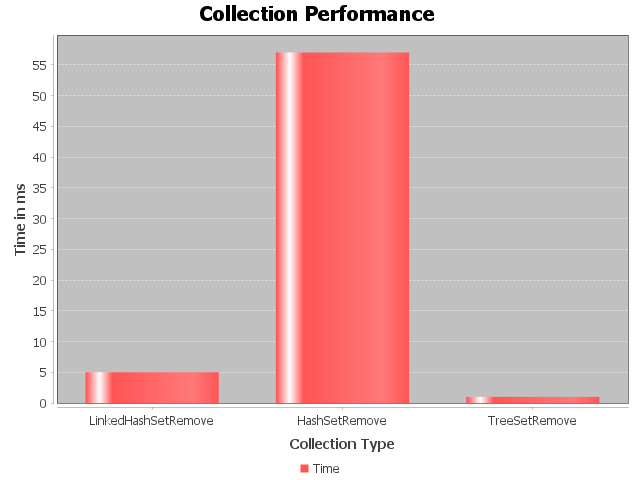 Collection Performance
Time in ms
55
50
45
40
35
30
25
20
15
10
5
0
LinkedHashSetRemove HashSetRemove TreeSetRemove
Collection Type
Time